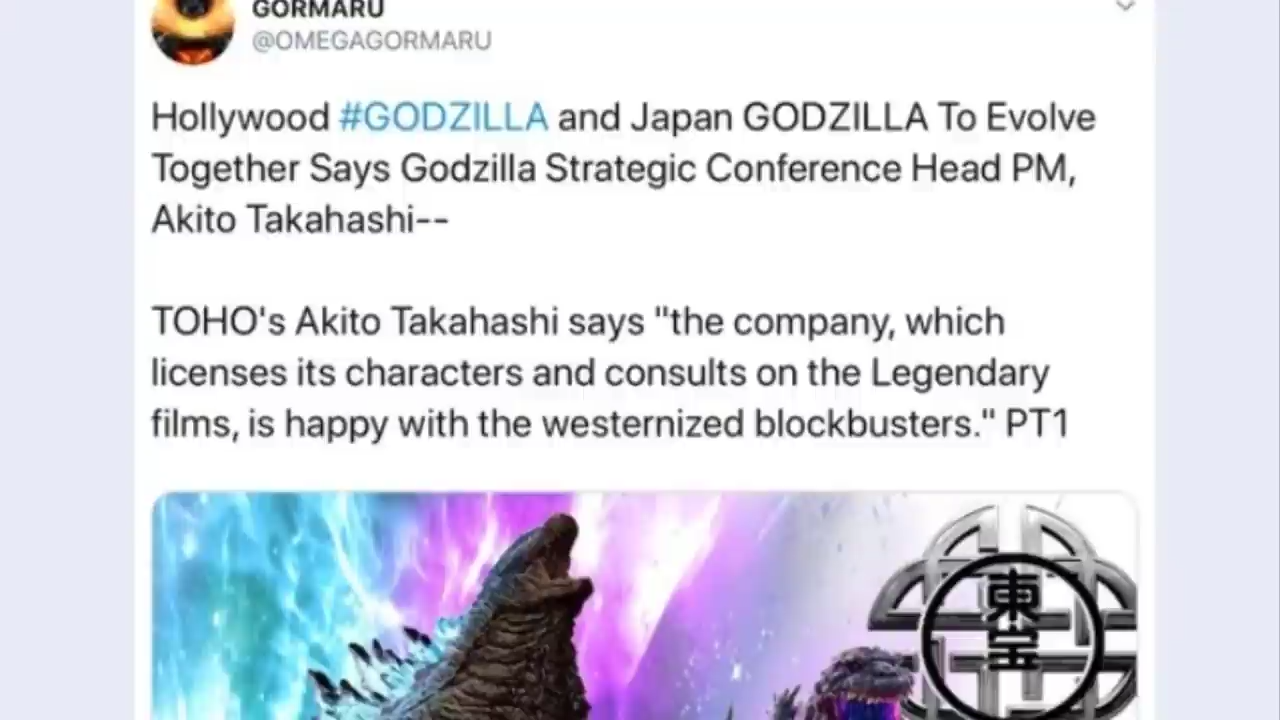 GORMARU
@OMEGAGORMARU
Hollywood #GODZILLA and Japan GODZILLA To Evolve
Together Says Godzilla Strategic Conference Head PM,
Akito Takahashi--
TOHO's Akito Takahashi says "the company, which
licenses its characters and consults on the Legendary
films, is happy with the westernized blockbusters." PT1
東宝